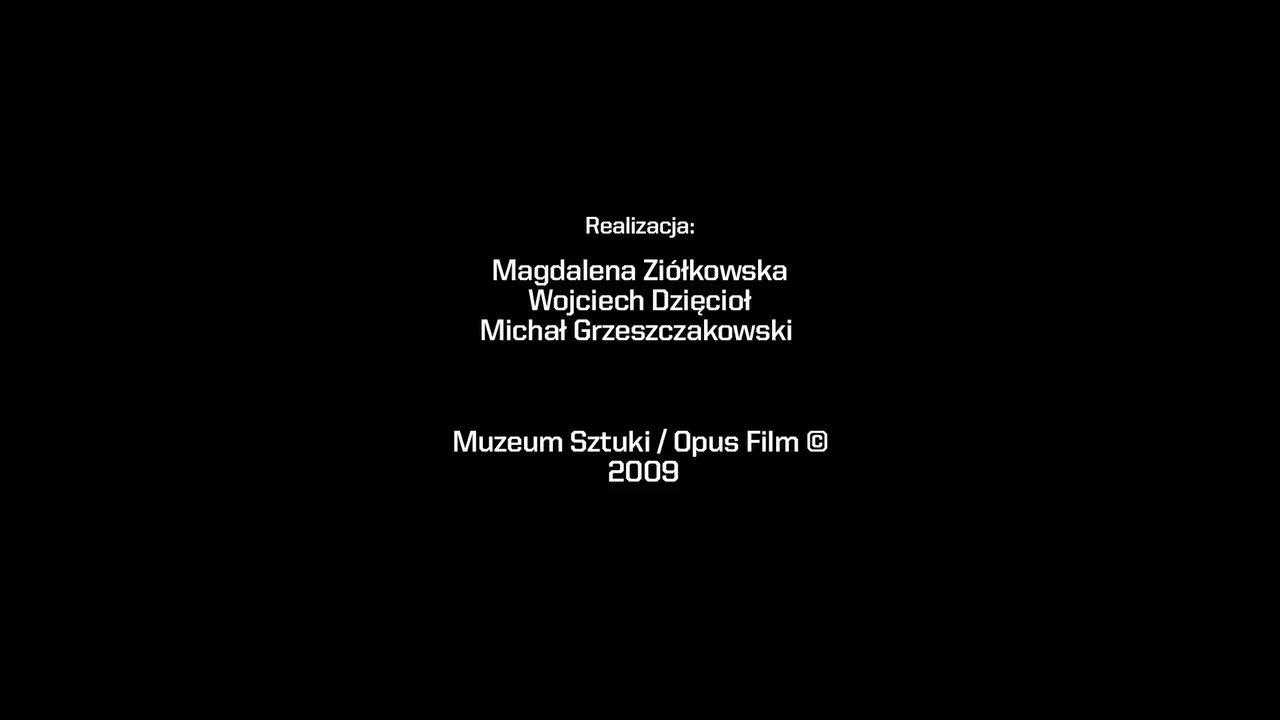 Realizacja:
Magdalena Ziółkowska
Wojciech Dzięcioł
Michał Grzeszczakowski
Muzeum Sztuki / Opus Film ©
2009